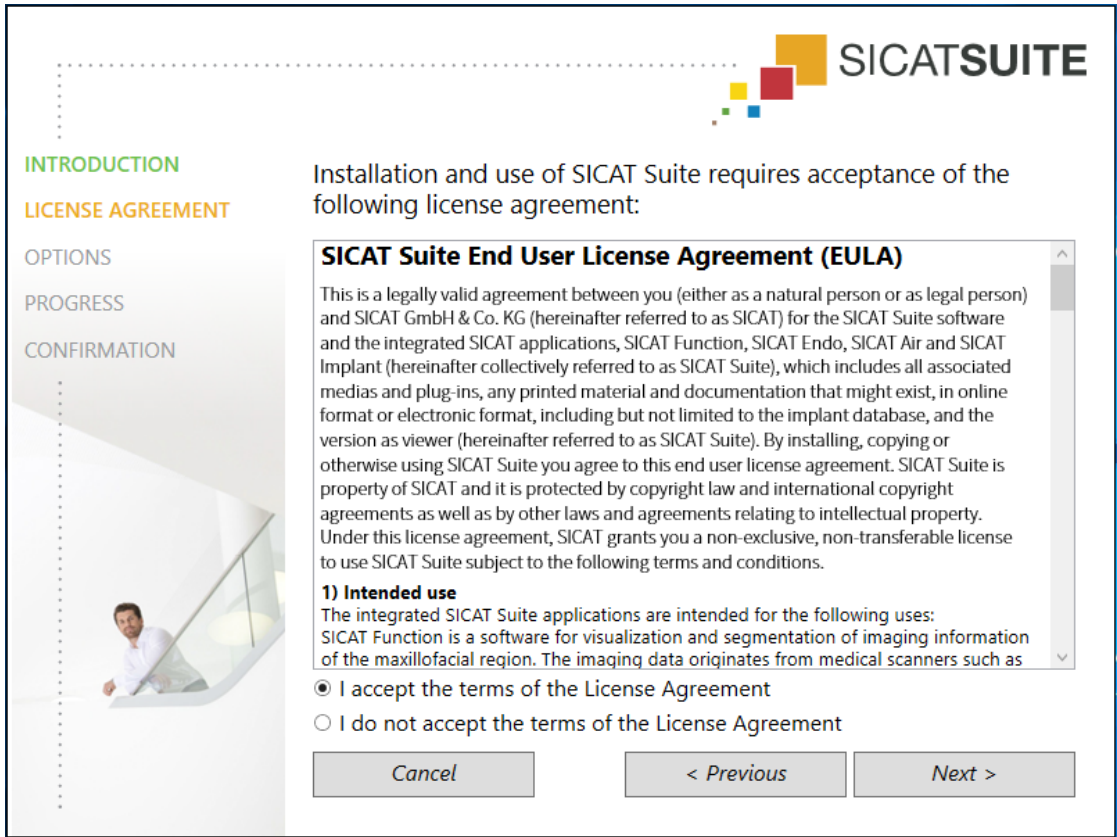 SICATSUITE
INTRODUCTION
LICENSE AGREEMENT
OPTIONS
PROGRESS
CONFIRMATION
Installation and use of SICAT Suite requires acceptance of the
following license agreement:
SICAT Suite End User License Agreement (EULA)
This is a legally valid agreement between you (either as a natural person or as legal person)
and SICAT GmbH & Co. KG (hereinafter referred to as SICAT) for the SICAT Suite software
and the integrated SICAT applications, SICAT Function, SICAT Endo, SICAT Air and SICAT
Implant (hereinafter collectively referred to as SICAT Suite), which includes all associated
medias and plug-ins, any printed material and documentation that might exist, in online
format or electronic format, including but not limited to the implant database, and the
version as viewer (hereinafter referred to as SICAT Suite). By installing, copying or
otherwise using SICAT Suite you agree to this end user license agreement. SICAT Suite is
property of SICAT and it is protected by copyright law and international copyright
agreements as well as by other laws and agreements relating to intellectual property.
Under this license agreement, SICAT grants you a non-exclusive, non-transferable license
to use SICAT Suite subject to the following terms and conditions.
1) Intended use
The integrated SICAT Suite applications are intended for the following uses:
SICAT Function is a software for visualization and segmentation of imaging information
of the maxillofacial region. The imaging data originates from medical scanners such as
I accept the terms of the License Agreement
I do not accept the terms of the License Agreement
Cancel
< Previous
Next >